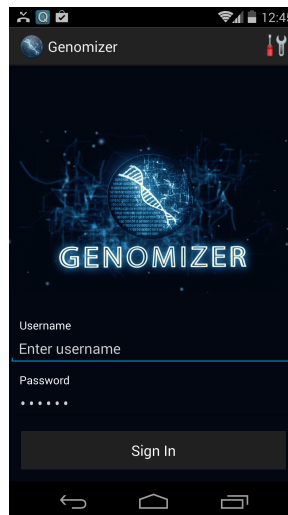 12:45
Genomizer
GENOMIZER
Username
Enter username
Password
••••••
Sign In